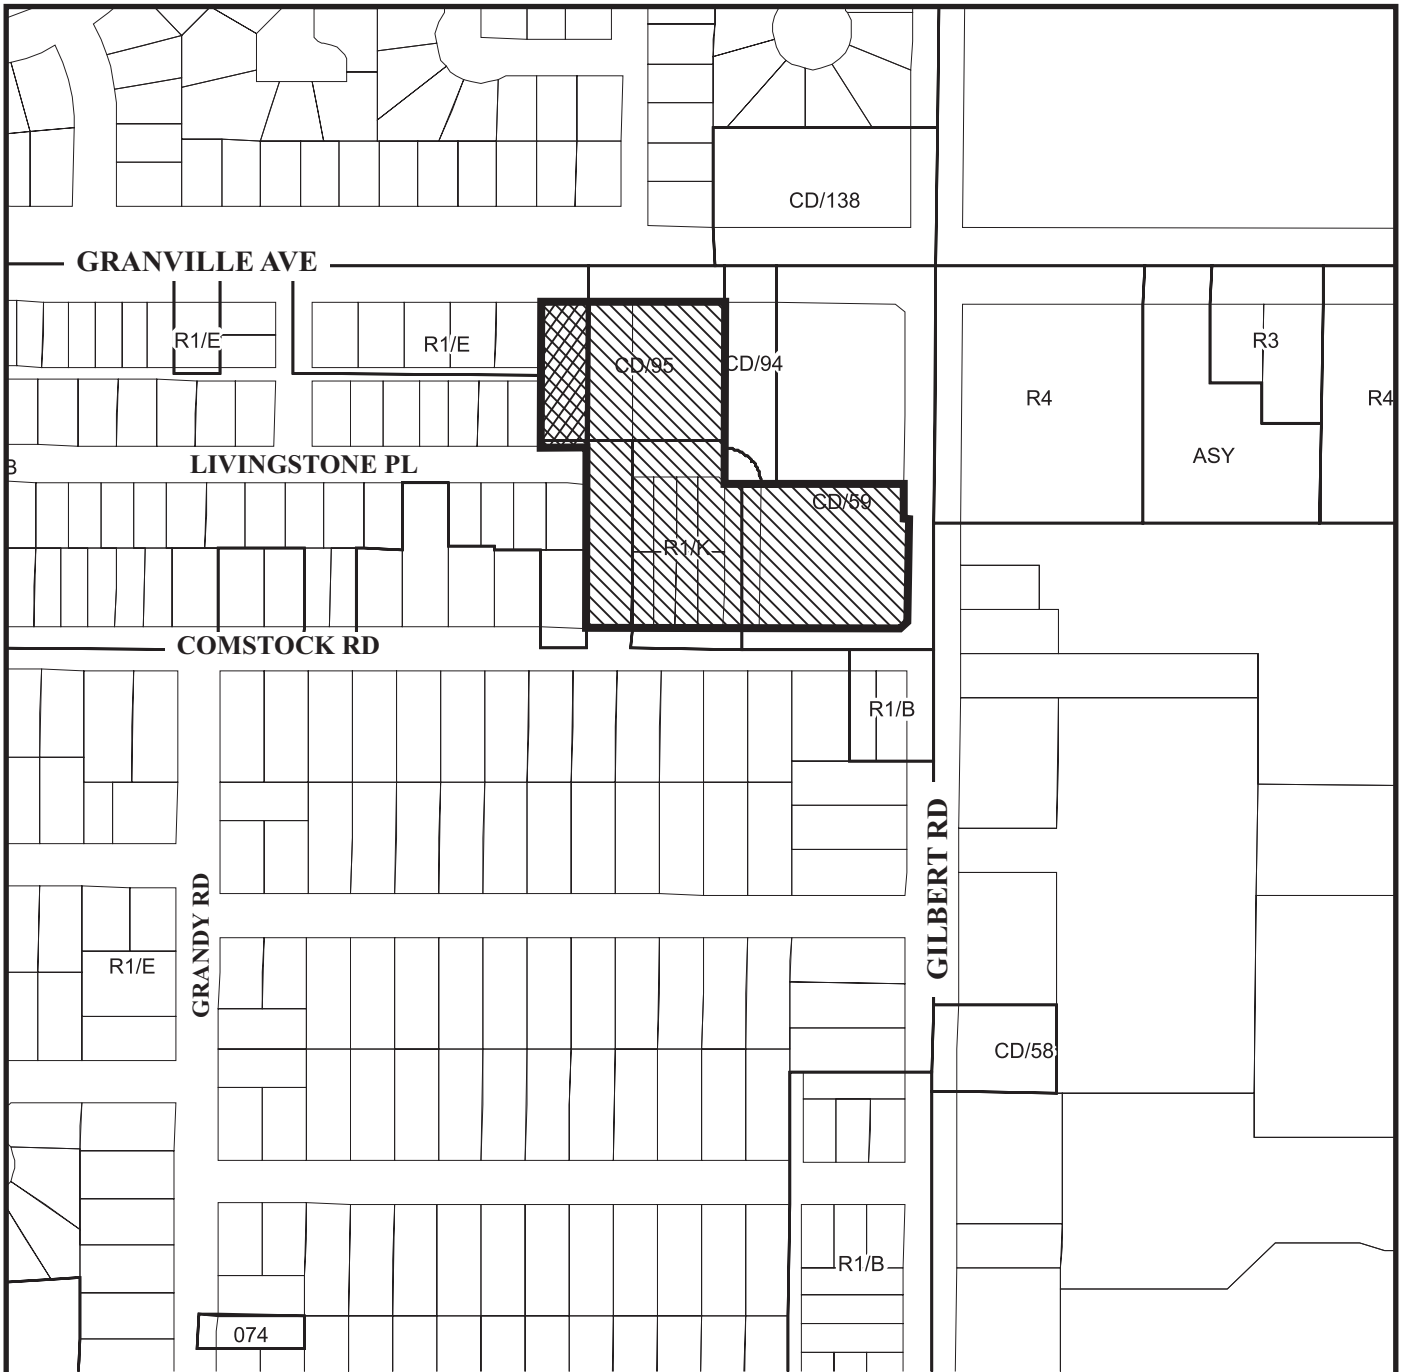 CD/138
GRANVILLE AVE
R1/E
R1/E
CD/95
CD/94
R3
R4
R4
ASY
LIVINGSTONE PL
CD/59
R1/K
COMSTOCK RD
R1/B
GILBERT RD
GRANDY RD
R1/E
CD/58
R1/B
074